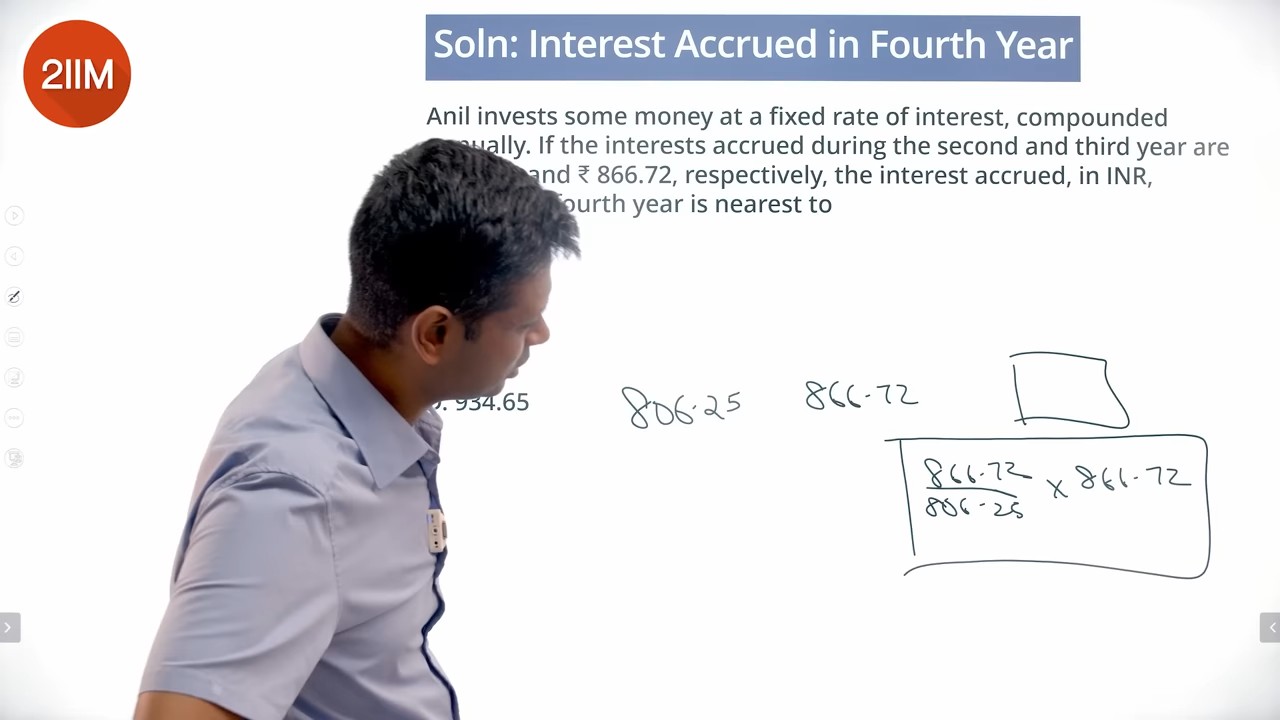 2IIM
Soln: Interest Accrued in Fourth Year
Anil invests some money at a fixed rate of interest, compounded
If the interests accrued during the second and third year are
and ₹ 866.72, respectively, the interest accrued, in INR,
year is nearest to
934.65
806.25 866.72
866.72
806.25
× 866.72